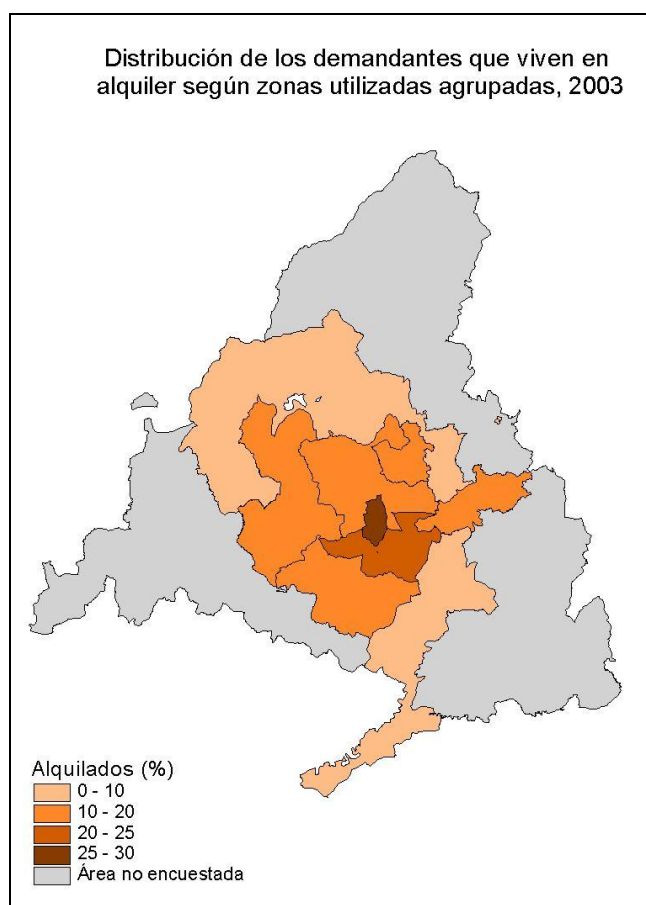 Distribución de los demandantes que viven en
alquiler según zonas utilizadas agrupadas, 2003
Alquilados (%)
0 - 10
10 - 20
20 - 25
25 - 30
Área no encuestada